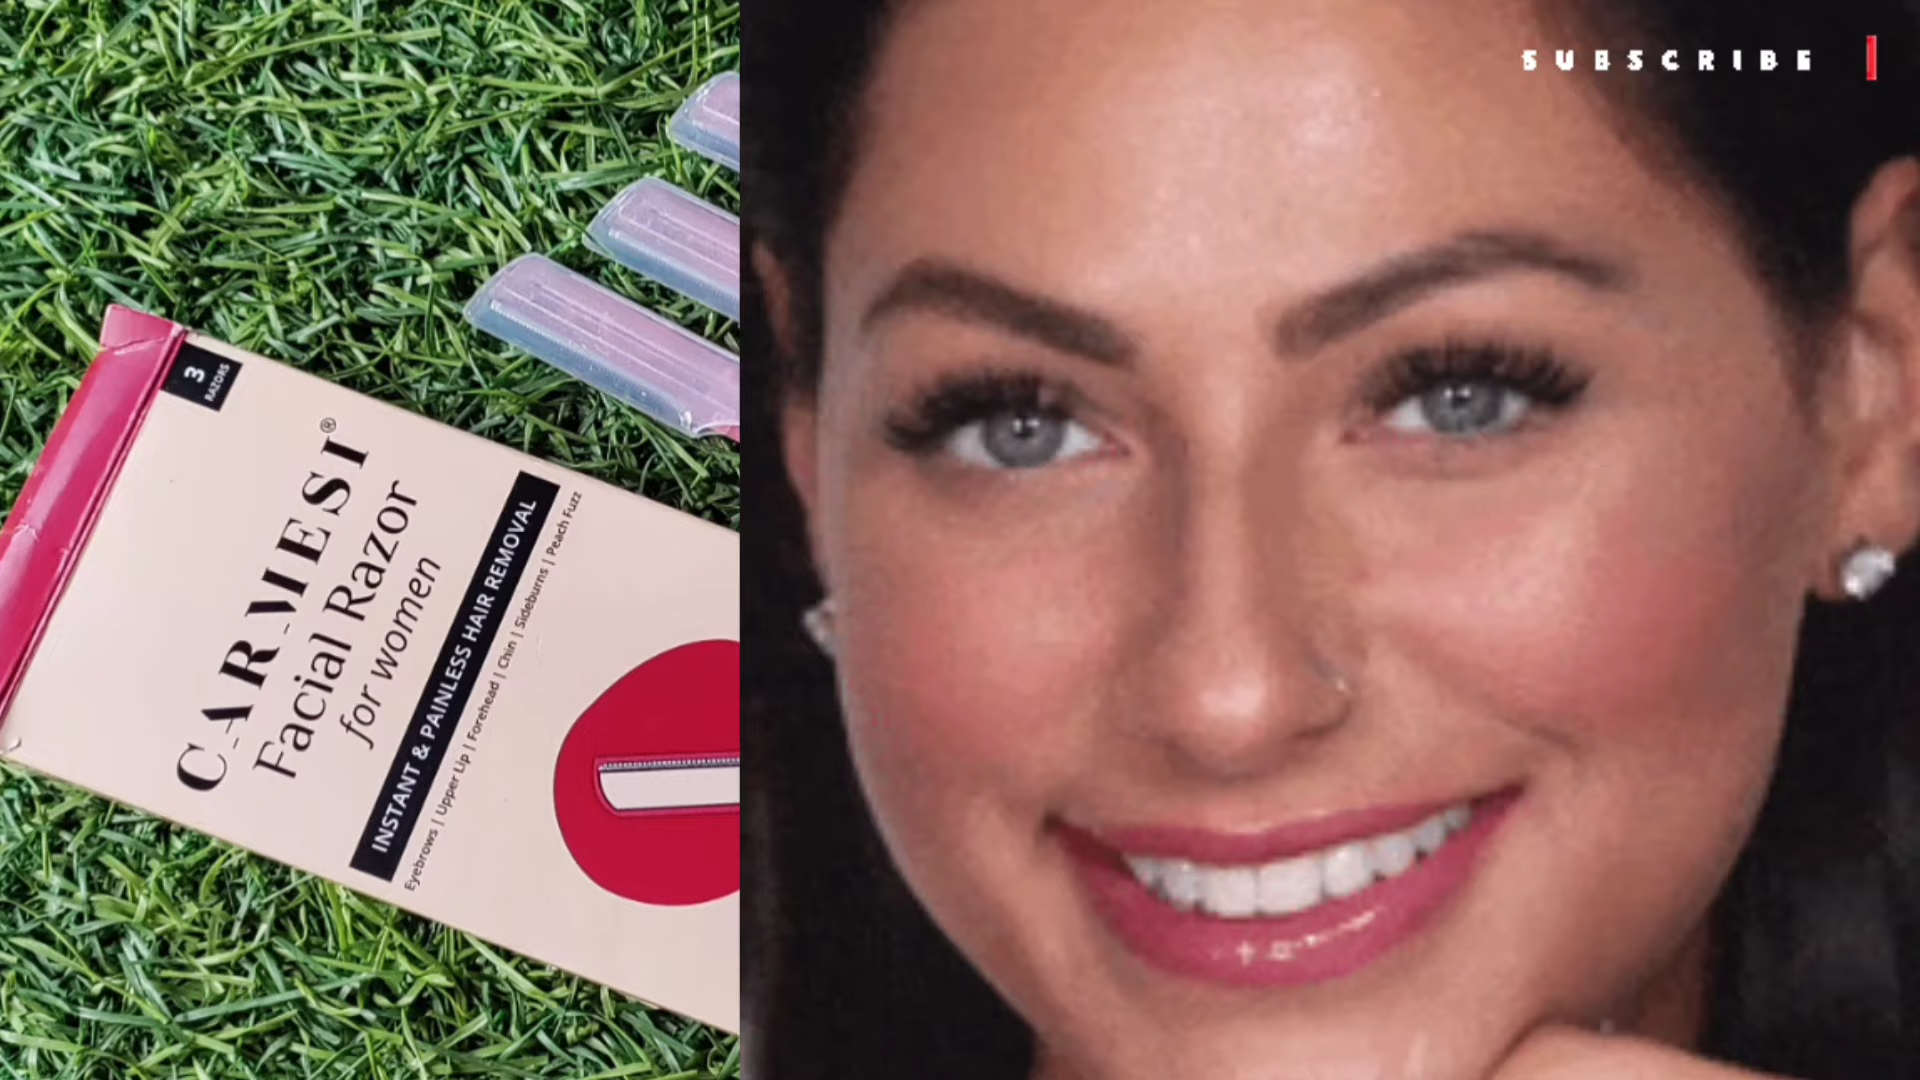 SUBSCRIBE
3
RAZORS
CARMESI®
Facial Razor
for women
INSTANT & PAINLESS HAIR REMOVAL
Eyebrows | Upper Lip | Forehead | Chin | Sideburns | Peach Fuzz